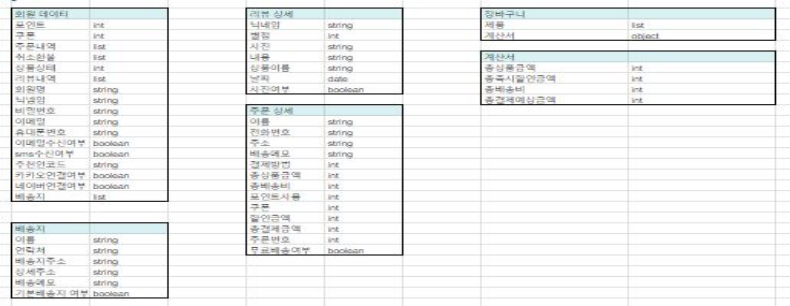 회원 데이터
포인트 int
쿠폰 int
주문내역 list
취소환불 list
상품상태 int
리뷰내역 list
회원명 string
닉네임 string
비밀번호 string
이메일 string
휴대폰번호 string
이메일수신여부 boolean
sms수신여부 boolean
추천인코드 string
카카오연결여부 boolean
네이버연결여부 boolean
배송지 list
배송지
이름 string
연락처 string
배송지주소 string
상세주소 string
배송메모 string
기본배송지 여부 boolean
리뷰 상세
닉네임 string
별점 int
사진 string
내용 string
상품이름 string
날짜 date
사진여부 boolean
주문 상세
이름 string
전화번호 string
주소 string
배송메모 string
결제방법 int
총상품금액 int
총배송비 int
포인트사용 int
쿠폰 int
할인금액 int
총결제금액 int
주문번호 int
무료배송여부 boolean
장바구니
제품 list
계산서 object
계산서
총상품금액 int
총즉시할인금액 int
총배송비 int
총결제예상금액 int